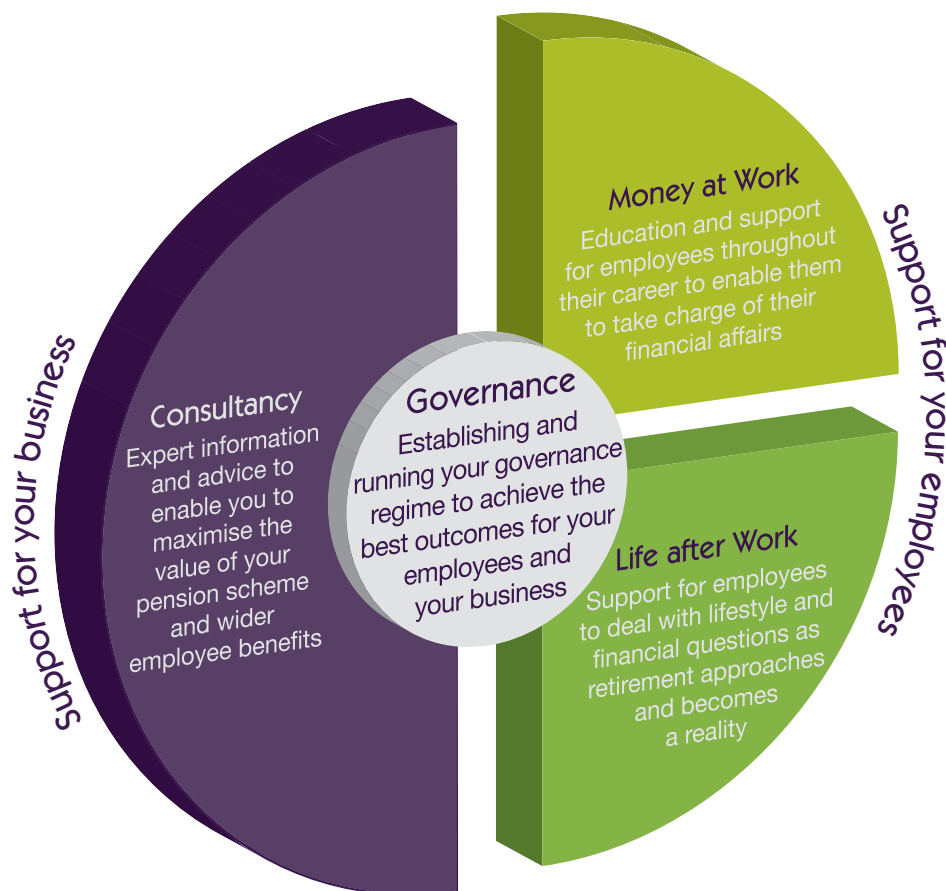 Support for your business
Consultancy
Expert information
and advice to
enable you to
maximise the
value of your
pension scheme
and wider
employee benefits
Governance
Establishing and
running your governance
regime to achieve the
best outcomes for your
employees and
your business
Money at Work
Education and support
for employees throughout
their career to enable them
to take charge of their
financial affairs
Life after Work
Support for employees
to deal with lifestyle and
financial questions as
retirement approaches
and becomes
a reality
Support for your employees